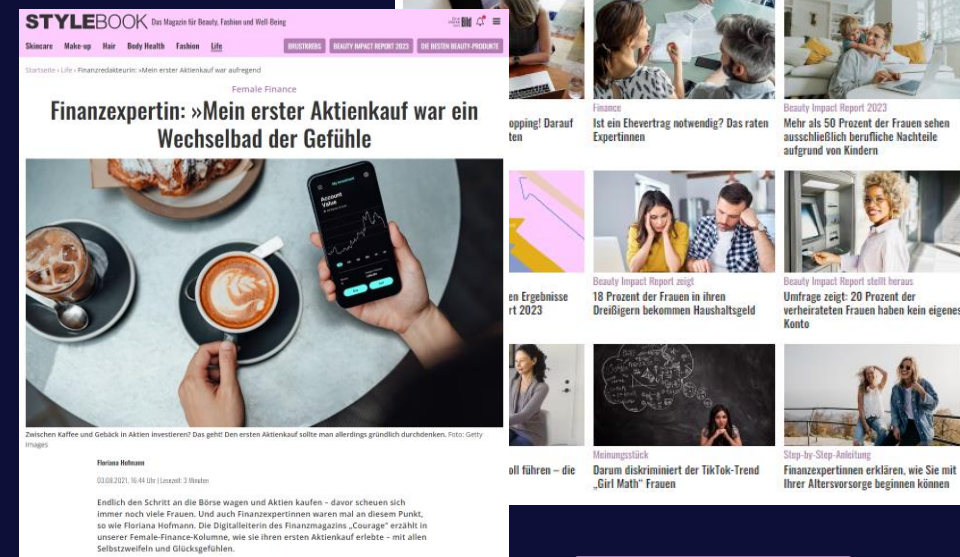 STYLEBOOK Das Magazin für Beauty, Fashion und Well-Being
Bild
Skincare Make-up Hair Body Health Fashion Life
BRUSTKREBS BEAUTY IMPACT REPORT 2023 DIE BESTEN BEAUTY-PRODUKTE
Startseite › Life › Finanzredakteurin: »Mein erster Aktienkauf war aufregend
Female Finance
Finanzexpertin: »Mein erster Aktienkauf war ein
Wechselbad der Gefühle
Account
Value
Zwischen Kaffee und Gebäck in Aktien investieren? Das geht! Den ersten Aktienkauf sollte man allerdings gründlich durchdenken. Foto: Getty
Images
Floriana Hofmann
03.08.2021, 16:44 Uhr | Lesezeit: 3 Minuten
Endlich den Schritt an die Börse wagen und Aktien kaufen – davor scheuen sich
immer noch viele Frauen. Und auch Finanzexpertinnen waren mal an diesem Punkt,
so wie Floriana Hofmann. Die Digitalleiterin des Finanzmagazins „Courage“ erzählt in
unserer Female-Finance-Kolumne, wie sie ihren ersten Aktienkauf erlebte – mit allen
Selbstzweifeln und Glücksgefühlen.
opping! Darauf
ten
Finance
Ist ein Ehevertrag notwendig? Das raten
Expertinnen
Beauty Impact Report 2023
Mehr als 50 Prozent der Frauen sehen
ausschließlich berufliche Nachteile
aufgrund von Kindern
en Ergebnisse
rt 2023
Beauty Impact Report zeigt
18 Prozent der Frauen in ihren
Dreißigern bekommen Haushaltsgeld
Beauty Impact Report stellt heraus
Umfrage zeigt: 20 Prozent der
verheirateten Frauen haben kein eigenes
Konto
oll führen – die
Meinungsstück
Darum diskriminiert der TikTok-Trend
„Girl Math“ Frauen
Step-by-Step-Anleitung
Finanzexpertinnen erklären, wie Sie mit
Ihrer Altersvorsorge beginnen können